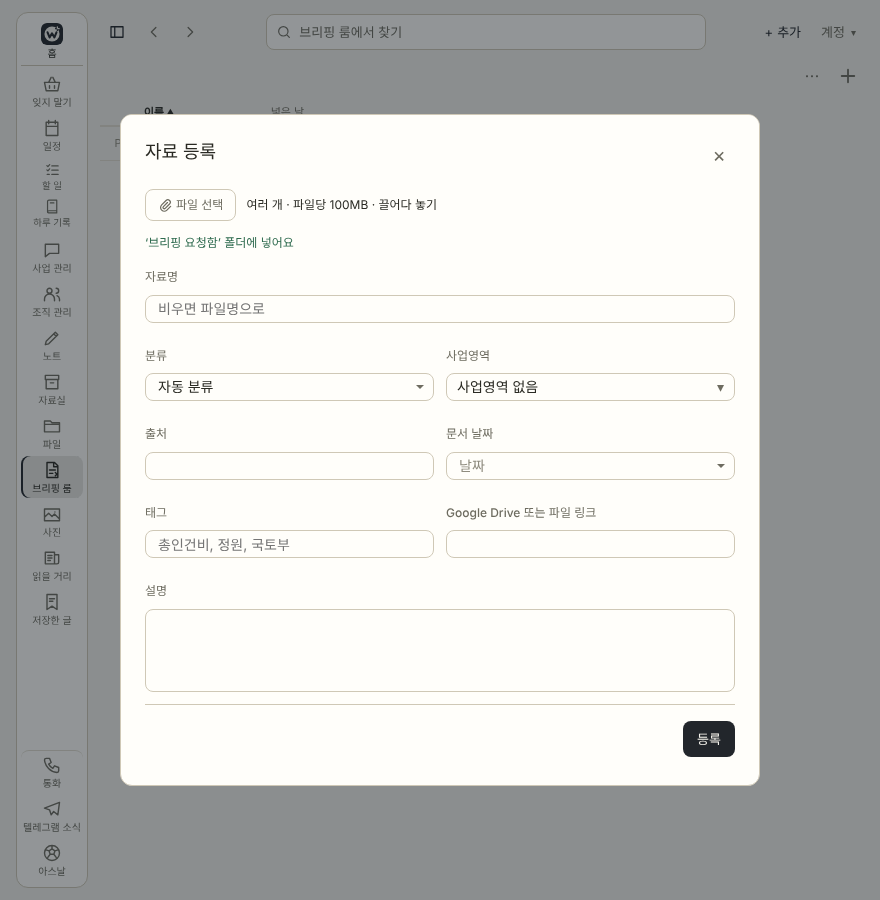 홈
브리핑 룸에서 찾기
+ 추가
계정 ▾
잊지 말기
일정
할 일
하루 기록
사업 관리
조직 관리
노트
자료실
파일
브리핑 룸
사진
읽을 거리
저장한 글
통화
텔레그램 소식
아스날
이름 ▲
넣은 날
자료 등록
파일 선택
여러 개 · 파일당 100MB · 끌어다 놓기
‘브리핑 요청함’ 폴더에 넣어요
자료명
비우면 파일명으로
분류
사업영역
자동 분류
사업영역 없음
출처
문서 날짜
날짜
태그
Google Drive 또는 파일 링크
총인건비, 정원, 국토부
설명
등록